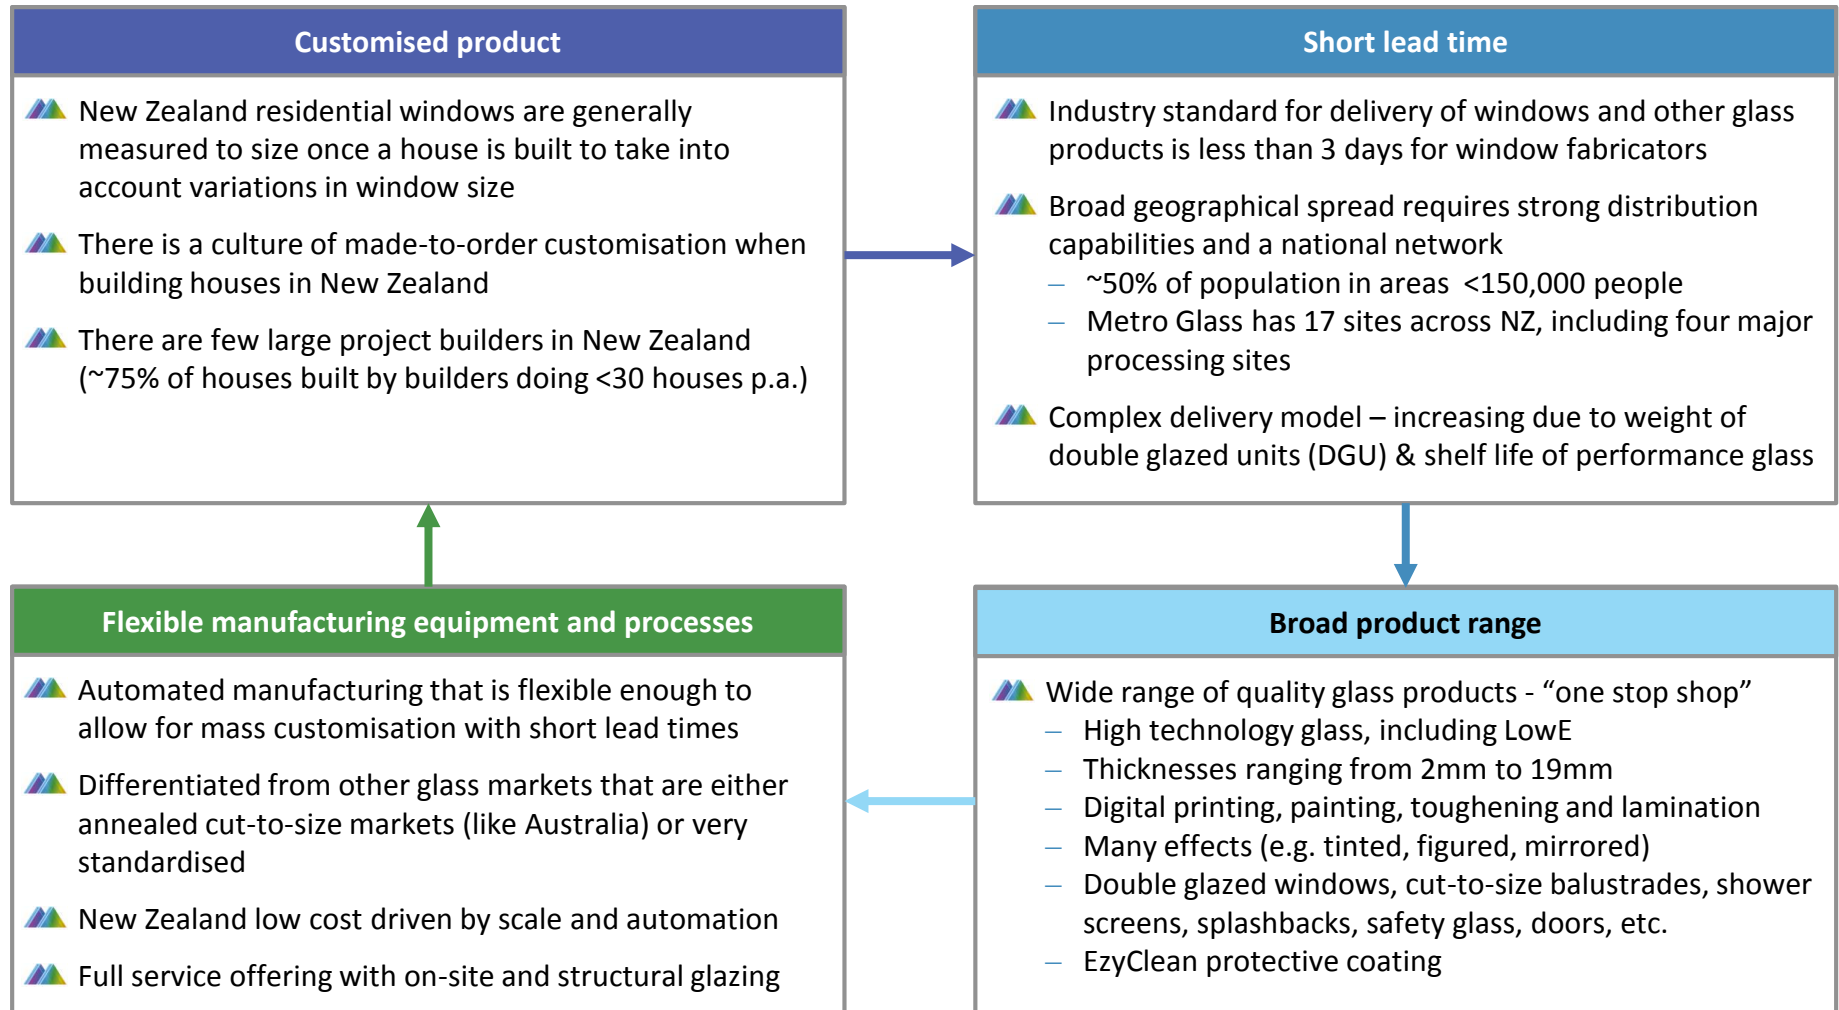 Customised product
New Zealand residential windows are generally
measured to size once a house is built to take into
account variations in window size
There is a culture of made-to-order customisation when
building houses in New Zealand
There are few large project builders in New Zealand
(~75% of houses built by builders doing <30 houses p.a.)
Short lead time
Industry standard for delivery of windows and other glass
products is less than 3 days for window fabricators
Broad geographical spread requires strong distribution
capabilities and a national network
– ~50% of population in areas <150,000 people
– Metro Glass has 17 sites across NZ, including four major
processing sites
Complex delivery model – increasing due to weight of
double glazed units (DGU) & shelf life of performance glass
Flexible manufacturing equipment and processes
Automated manufacturing that is flexible enough to
allow for mass customisation with short lead times
Differentiated from other glass markets that are either
annealed cut-to-size markets (like Australia) or very
standardised
New Zealand low cost driven by scale and automation
Full service offering with on-site and structural glazing
Broad product range
Wide range of quality glass products - “one stop shop”
– High technology glass, including LowE
– Thicknesses ranging from 2mm to 19mm
– Digital printing, painting, toughening and lamination
– Many effects (e.g. tinted, figured, mirrored)
– Double glazed windows, cut-to-size balustrades, shower
screens, splashbacks, safety glass, doors, etc.
– EzyClean protective coating